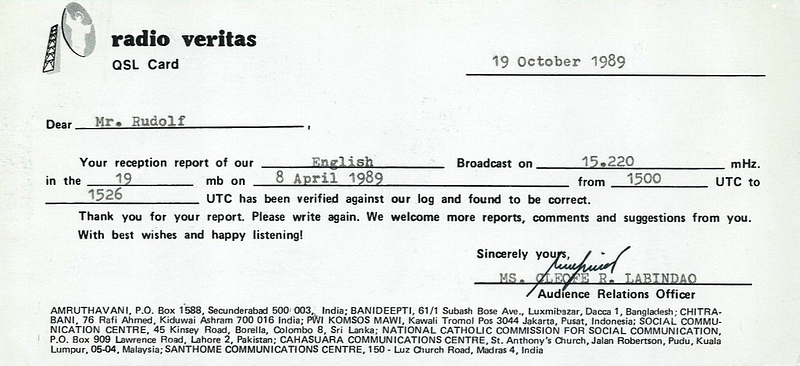 radio veritas
QSL Card
19 October 1989
Dear Mr. Rudolf ,
Your reception report of our English Broadcast on 15.220 mHz.
in the 19 mb on 8 April 1989 from 1500 UTC to
1526 UTC has been verified against our log and found to be correct.
Thank you for your report. Please write again. We welcome more reports, comments and suggestions from you.
With best wishes and happy listening!
Sincerely yours,
MS. CLEOFE R. LABINDAO
Audience Relations Officer
AMRUTHAVANI, P.O. Box 1588, Secunderabad 500 003, India; BANIDEEPTI, 61/1 Subash Bose Ave., Luxmibszar, Dacca 1, Bangladesh; CHITRA-
BANI, 76 Rafi Ahmed, Kiduwai Ashram 700 016 India; PWI KOMSOS MAWI, Kawali Tromol Pos 3044 Jakarta, Pusat, Indonesia; SOCIAL COMMU-
NICATION CENTRE, 45 Kinsey Road, Borella, Colombo 8, Sri Lanka; NATIONAL CATHOLIC COMMISSION FOR SOCIAL COMMUNICATION,
P.O. Box 909 Lawrence Road, Lahore 2, Pakistan; CAHASUARA COMMUNICATIONS CENTRE, St. Anthony's Church, Jalan Robertson, Pudu, Kuala
Lumpur, 05-04, Malaysia; SANTHOME COMMUNICATIONS CENTRE, 150 - Luz Church Road, Madras 4, India